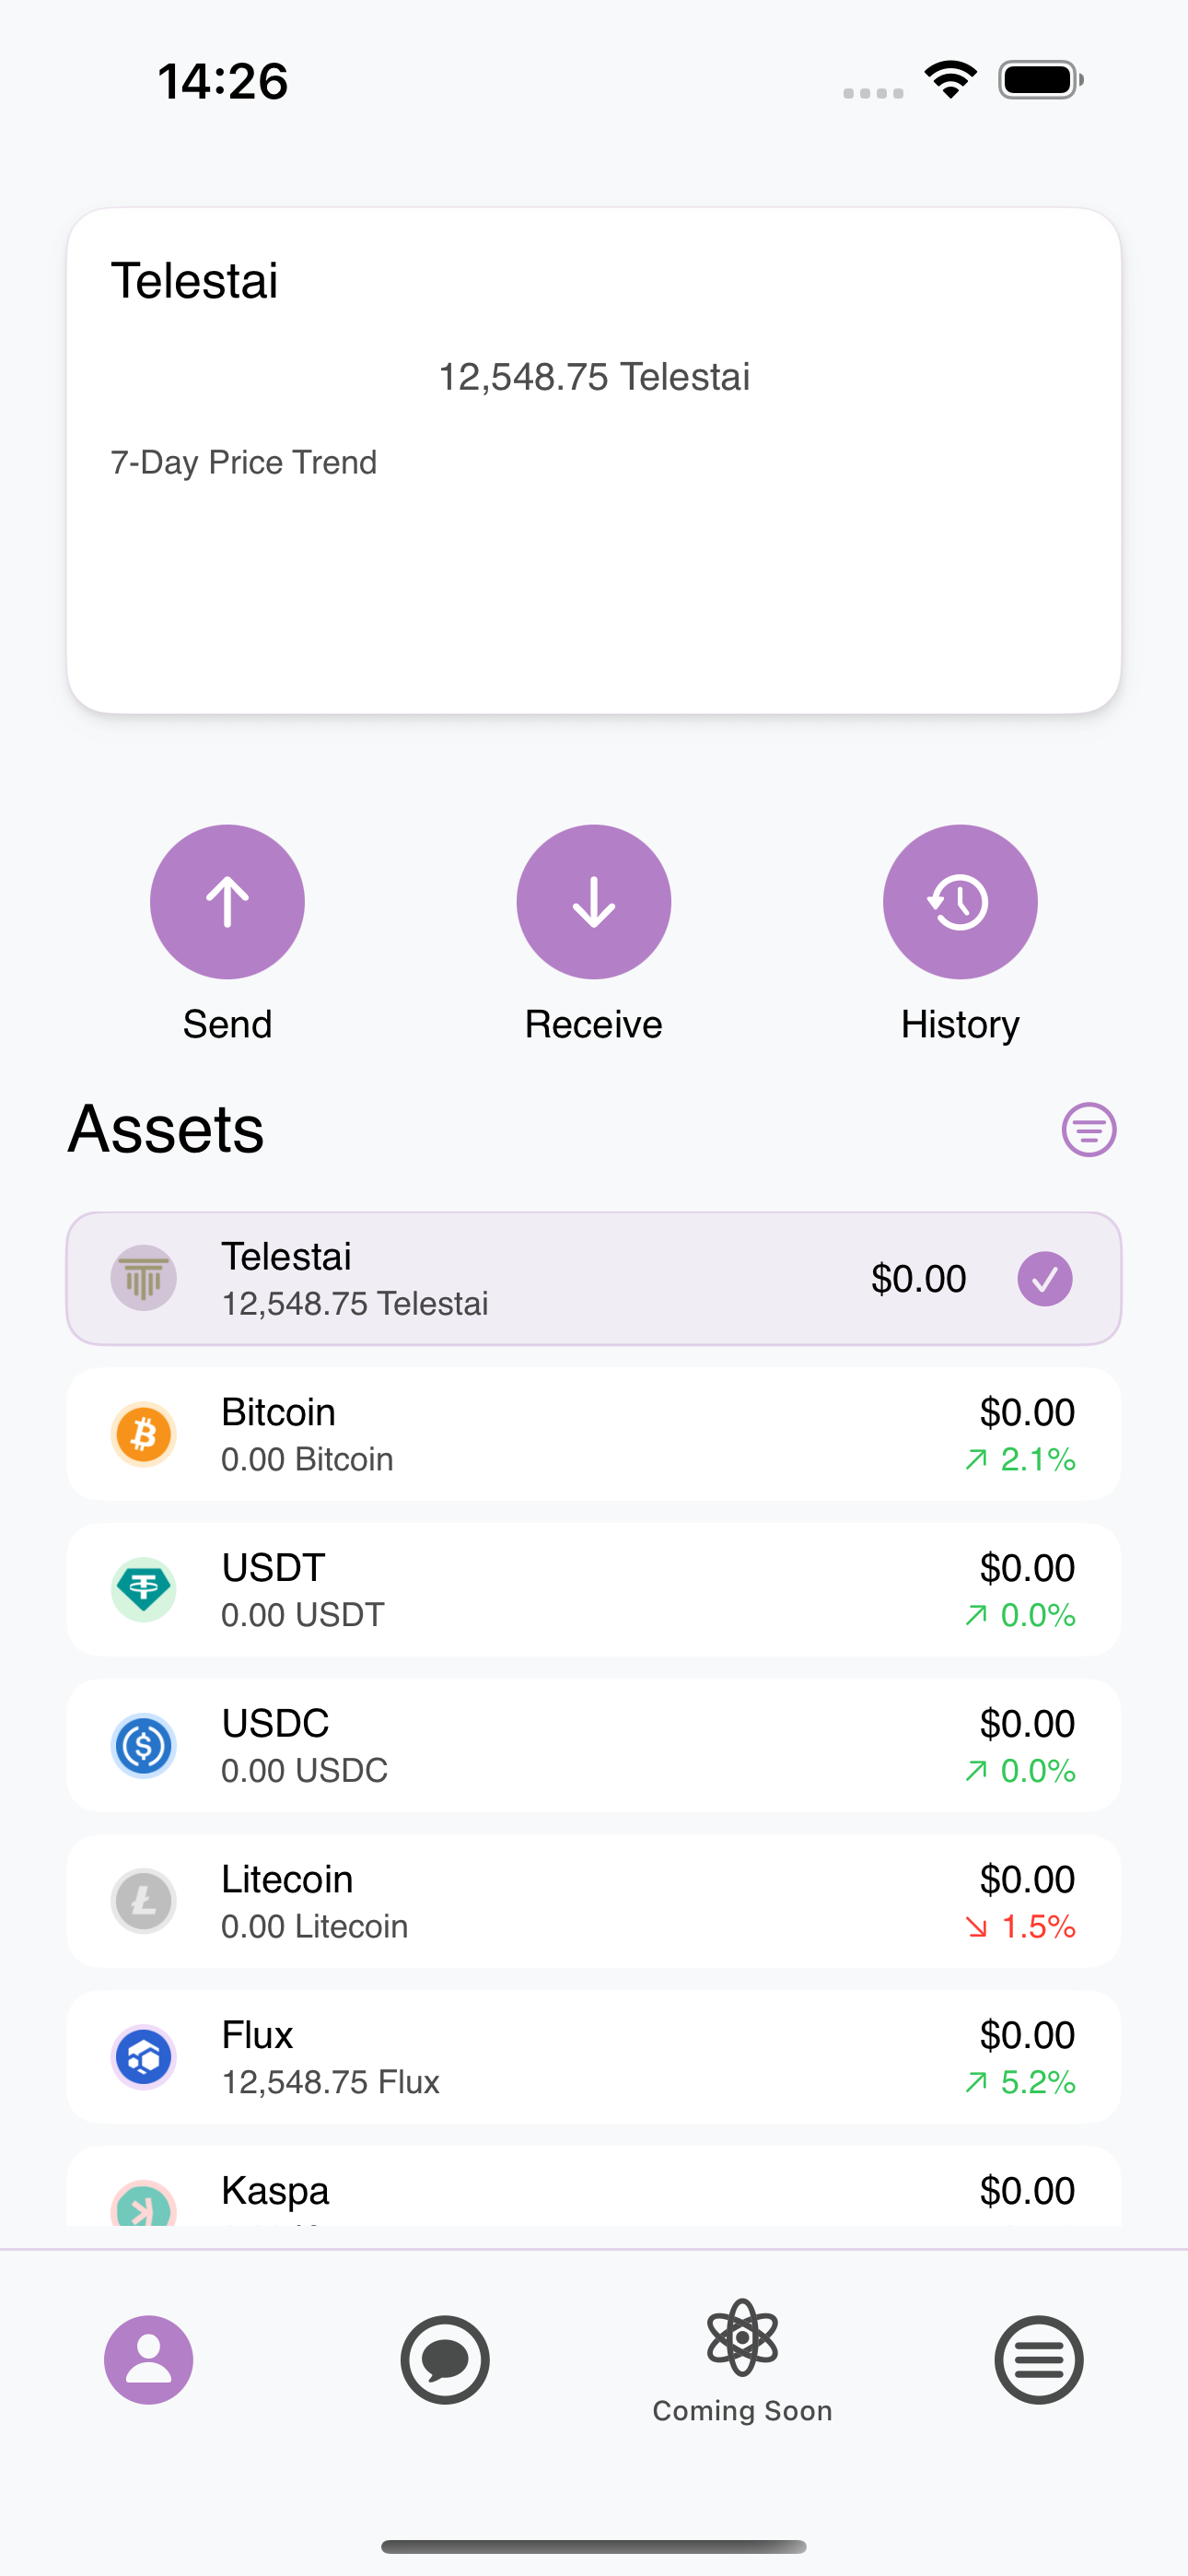 14:26
Telestai
12,548.75 Telestai
7-Day Price Trend
Send
Receive
History
Assets
Telestai
$0.00
12,548.75 Telestai
Bitcoin
$0.00
0.00 Bitcoin
2.1%
USDT
$0.00
0.00 USDT
0.0%
USDC
$0.00
0.00 USDC
0.0%
Litecoin
$0.00
0.00 Litecoin
1.5%
Flux
$0.00
12,548.75 Flux
5.2%
Kaspa
$0.00
Coming Soon